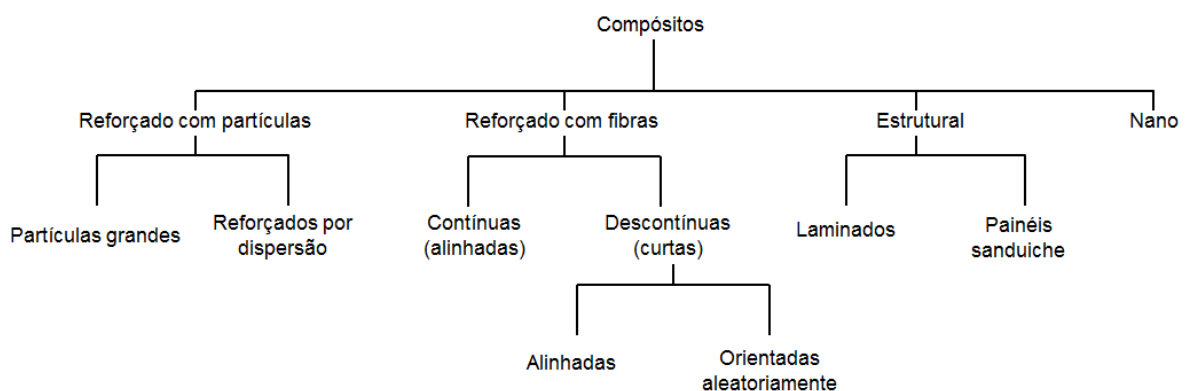 Compósitos
Reforçado com partículas
Reforçado com fibras
Estrutural
Nano
Partículas grandes
Reforçados por
dispersão
Contínuas
(alinhadas)
Descontínuas
(curtas)
Laminados
Painéis
sanduiche
Alinhadas
Orientadas
aleatoriamente